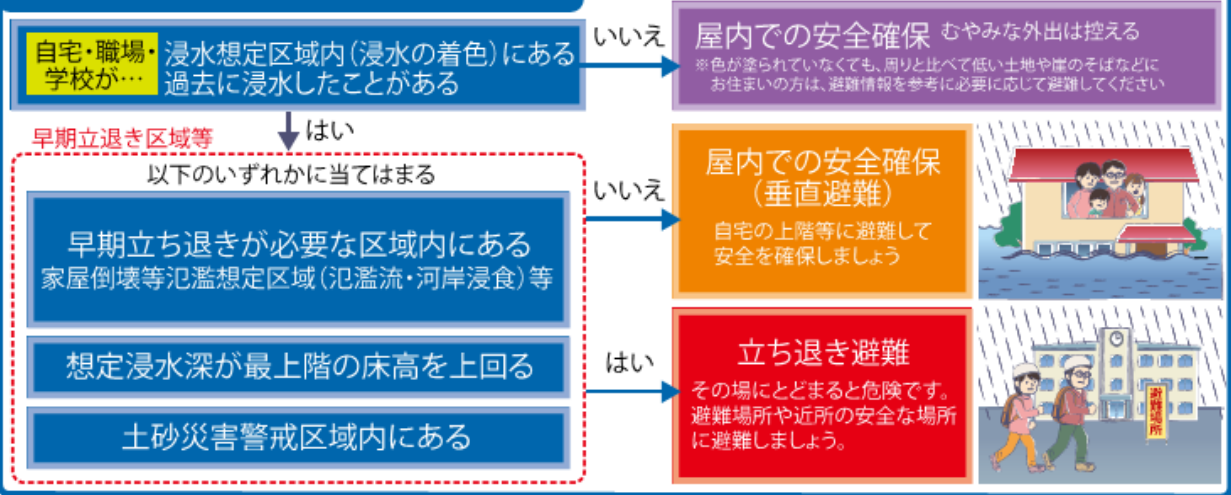 自宅・職場・
学校が…
浸水想定区域内(浸水の着色)にある
過去に浸水したことがある
いいえ
屋内での安全確保 むやみな外出は控える
※色が塗られていなくても、周りと比べて低い土地や崖のそばなどに
お住まいの方は、避難情報を参考に必要に応じて避難してください
はい
早期立退き区域等
以下のいずれかに当てはまる
早期立ち退きが必要な区域内にある
家屋倒壊等氾濫想定区域(氾濫流・河岸浸食)等
想定浸水深が最上階の床高を上回る
土砂災害警戒区域内にある
いいえ
屋内での安全確保
(垂直避難)
自宅の上階等に避難して
安全を確保しましょう
はい
立ち退き避難
その場にとどまると危険です。
避難場所や近所の安全な場所
に避難しましょう。
避難場所